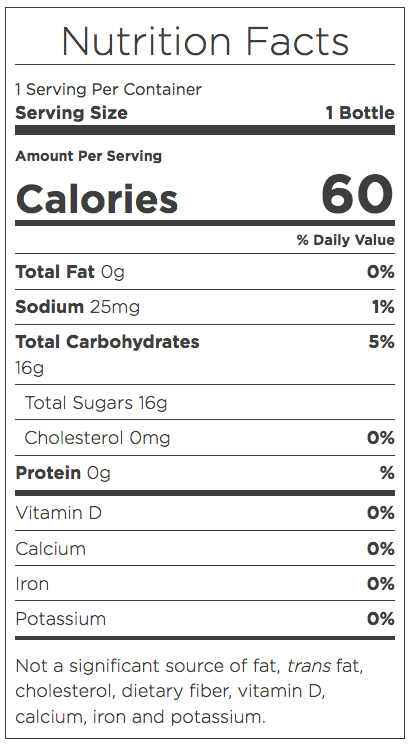 Nutrition Facts
1 Serving Per Container
Serving Size 1 Bottle
Amount Per Serving
Calories 60
% Daily Value
Total Fat 0g 0%
Sodium 25mg 1%
Total Carbohydrates 5%
16g
Total Sugars 16g
Cholesterol 0mg 0%
Protein 0g %
Vitamin D 0%
Calcium 0%
Iron 0%
Potassium 0%
Not a significant source of fat, trans fat,
cholesterol, dietary fiber, vitamin D,
calcium, iron and potassium.